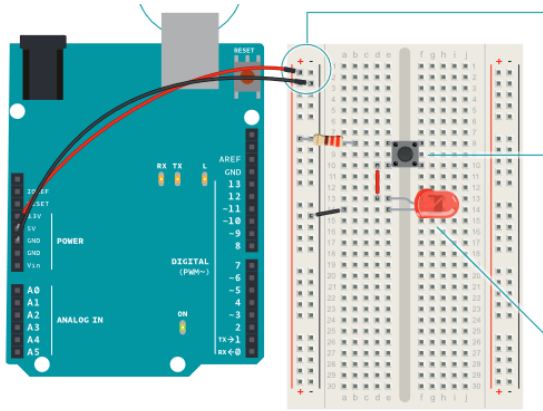 RESET
+ -
a b c d e
f g h i j
+ -
RX TX L
AREF
GND
13
12
~11
~10
~9
8
DIGITAL
(PWM~)
7
~6
~5
4
~3
2
TX→1
RX←0
ON
IOREF
RESET
3.3V
5V
GND
GND
Vin
POWER
A0
A1
A2
A3
A4
A5
ANALOG IN
+ -
a b c d e
f g h i j
+ -